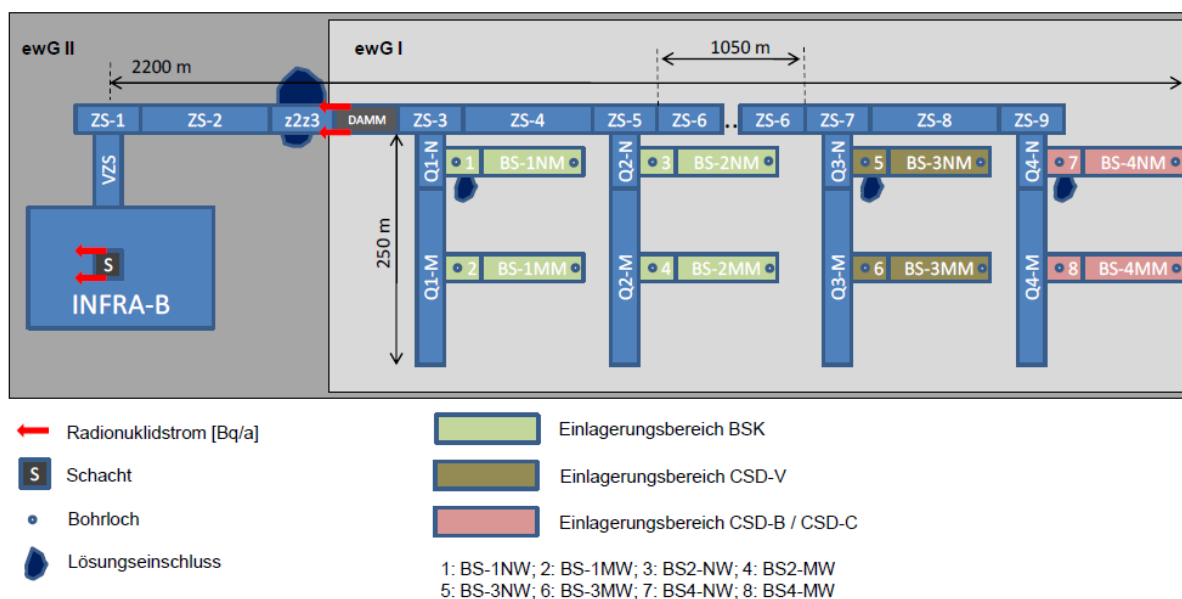 ewG II
ewG I
1050 m
2200 m
ZS-1 ZS-2 z2z3 DAMM ZS-3 ZS-4 ZS-5 ZS-6 .. ZS-6 ZS-7 ZS-8 ZS-9
VZS
Q1-N 1 BS-1NM Q2-N 3 BS-2NM Q3-N 5 BS-3NM Q4-N 7 BS-4NM
250 m
S
INFRA-B
Q1-M 2 BS-1MM Q2-M 4 BS-2MM Q3-M 6 BS-3MM Q4-M 8 BS-4MM
Radionuklidstrom [Bq/a]
S Schacht
Bohrloch
Lösungseinschluss
Einlagerungsbereich BSK
Einlagerungsbereich CSD-V
Einlagerungsbereich CSD-B / CSD-C
1: BS-1NW; 2: BS-1MW; 3: BS2-NW; 4: BS2-MW
5: BS-3NW; 6: BS-3MW; 7: BS4-NW; 8: BS4-MW